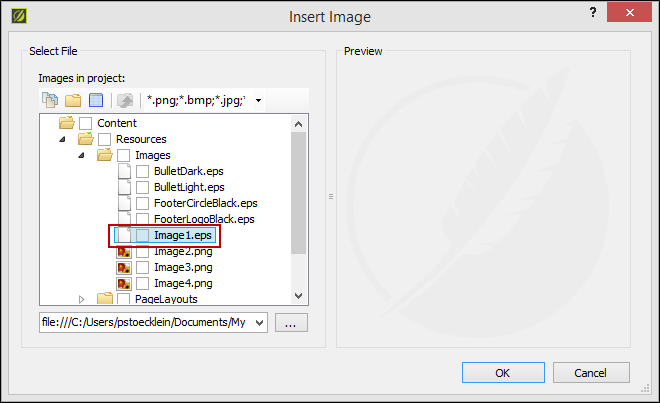 Insert Image
?
Select File
Preview
Images in project:
*.png;*.bmp;*.jpg;*
Content
Resources
Images
BulletDark.eps
BulletLight.eps
FooterCircleBlack.eps
FooterLogoBlack.eps
Image1.eps
Image2.png
Image3.png
Image4.png
PageLayouts
file:///C:/Users/pstoecklein/Documents/My
...
OK
Cancel